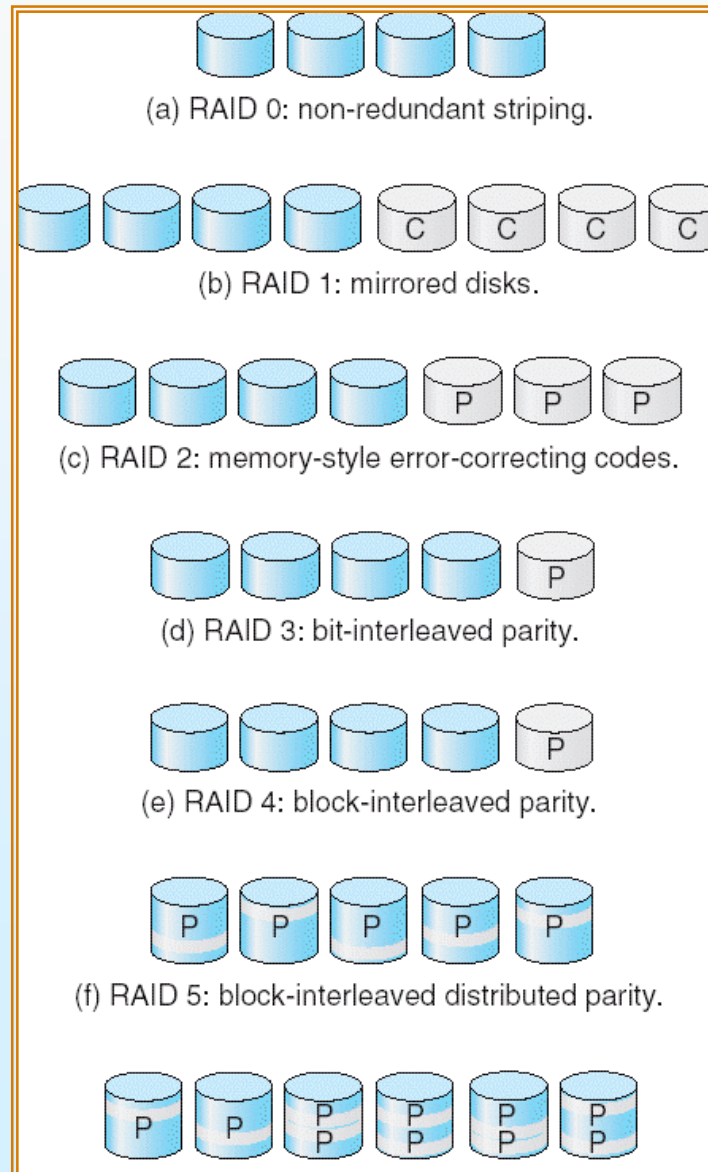 (a) RAID 0: non-redundant striping.
C C C C
(b) RAID 1: mirrored disks.
P P P
(c) RAID 2: memory-style error-correcting codes.
P
(d) RAID 3: bit-interleaved parity.
P
(e) RAID 4: block-interleaved parity.
P P P P P
(f) RAID 5: block-interleaved distributed parity.
P P P P
P P P P P P